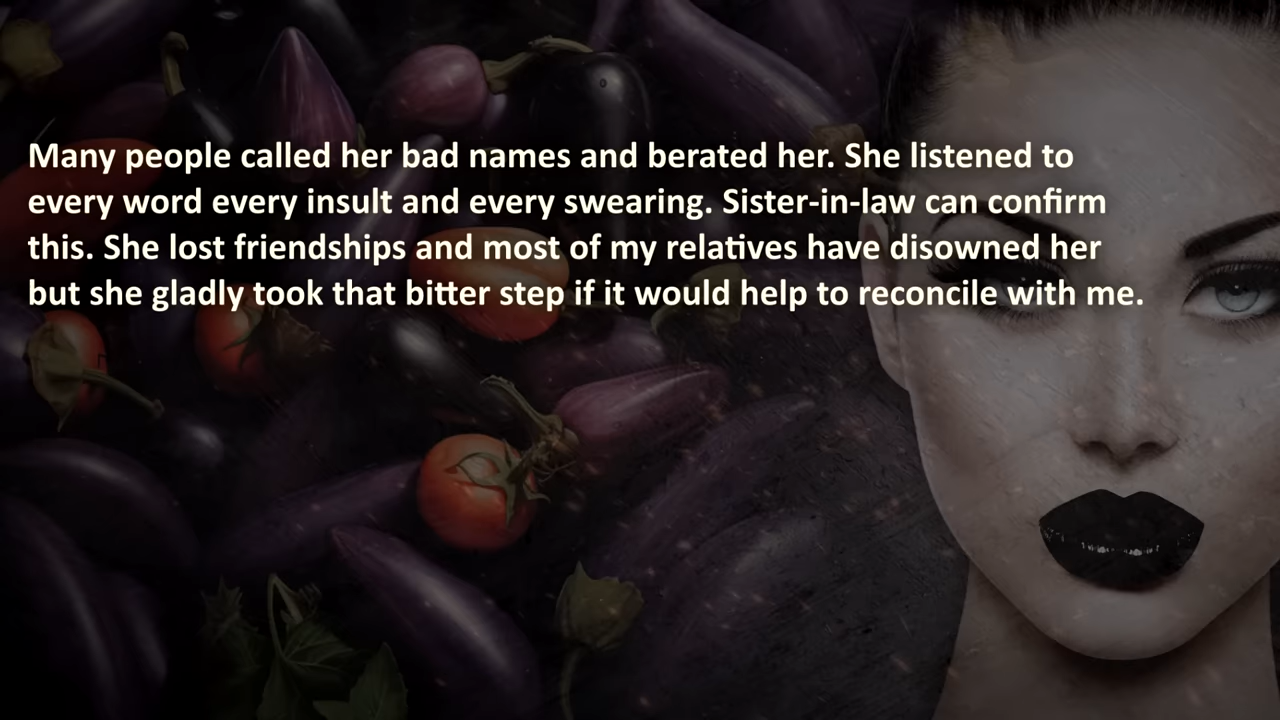 Many people called her bad names and berated her. She listened to
every word every insult and every swearing. Sister-in-law can confirm
this. She lost friendships and most of my relatives have disowned her
but she gladly took that bitter step if it would help to reconcile with me.